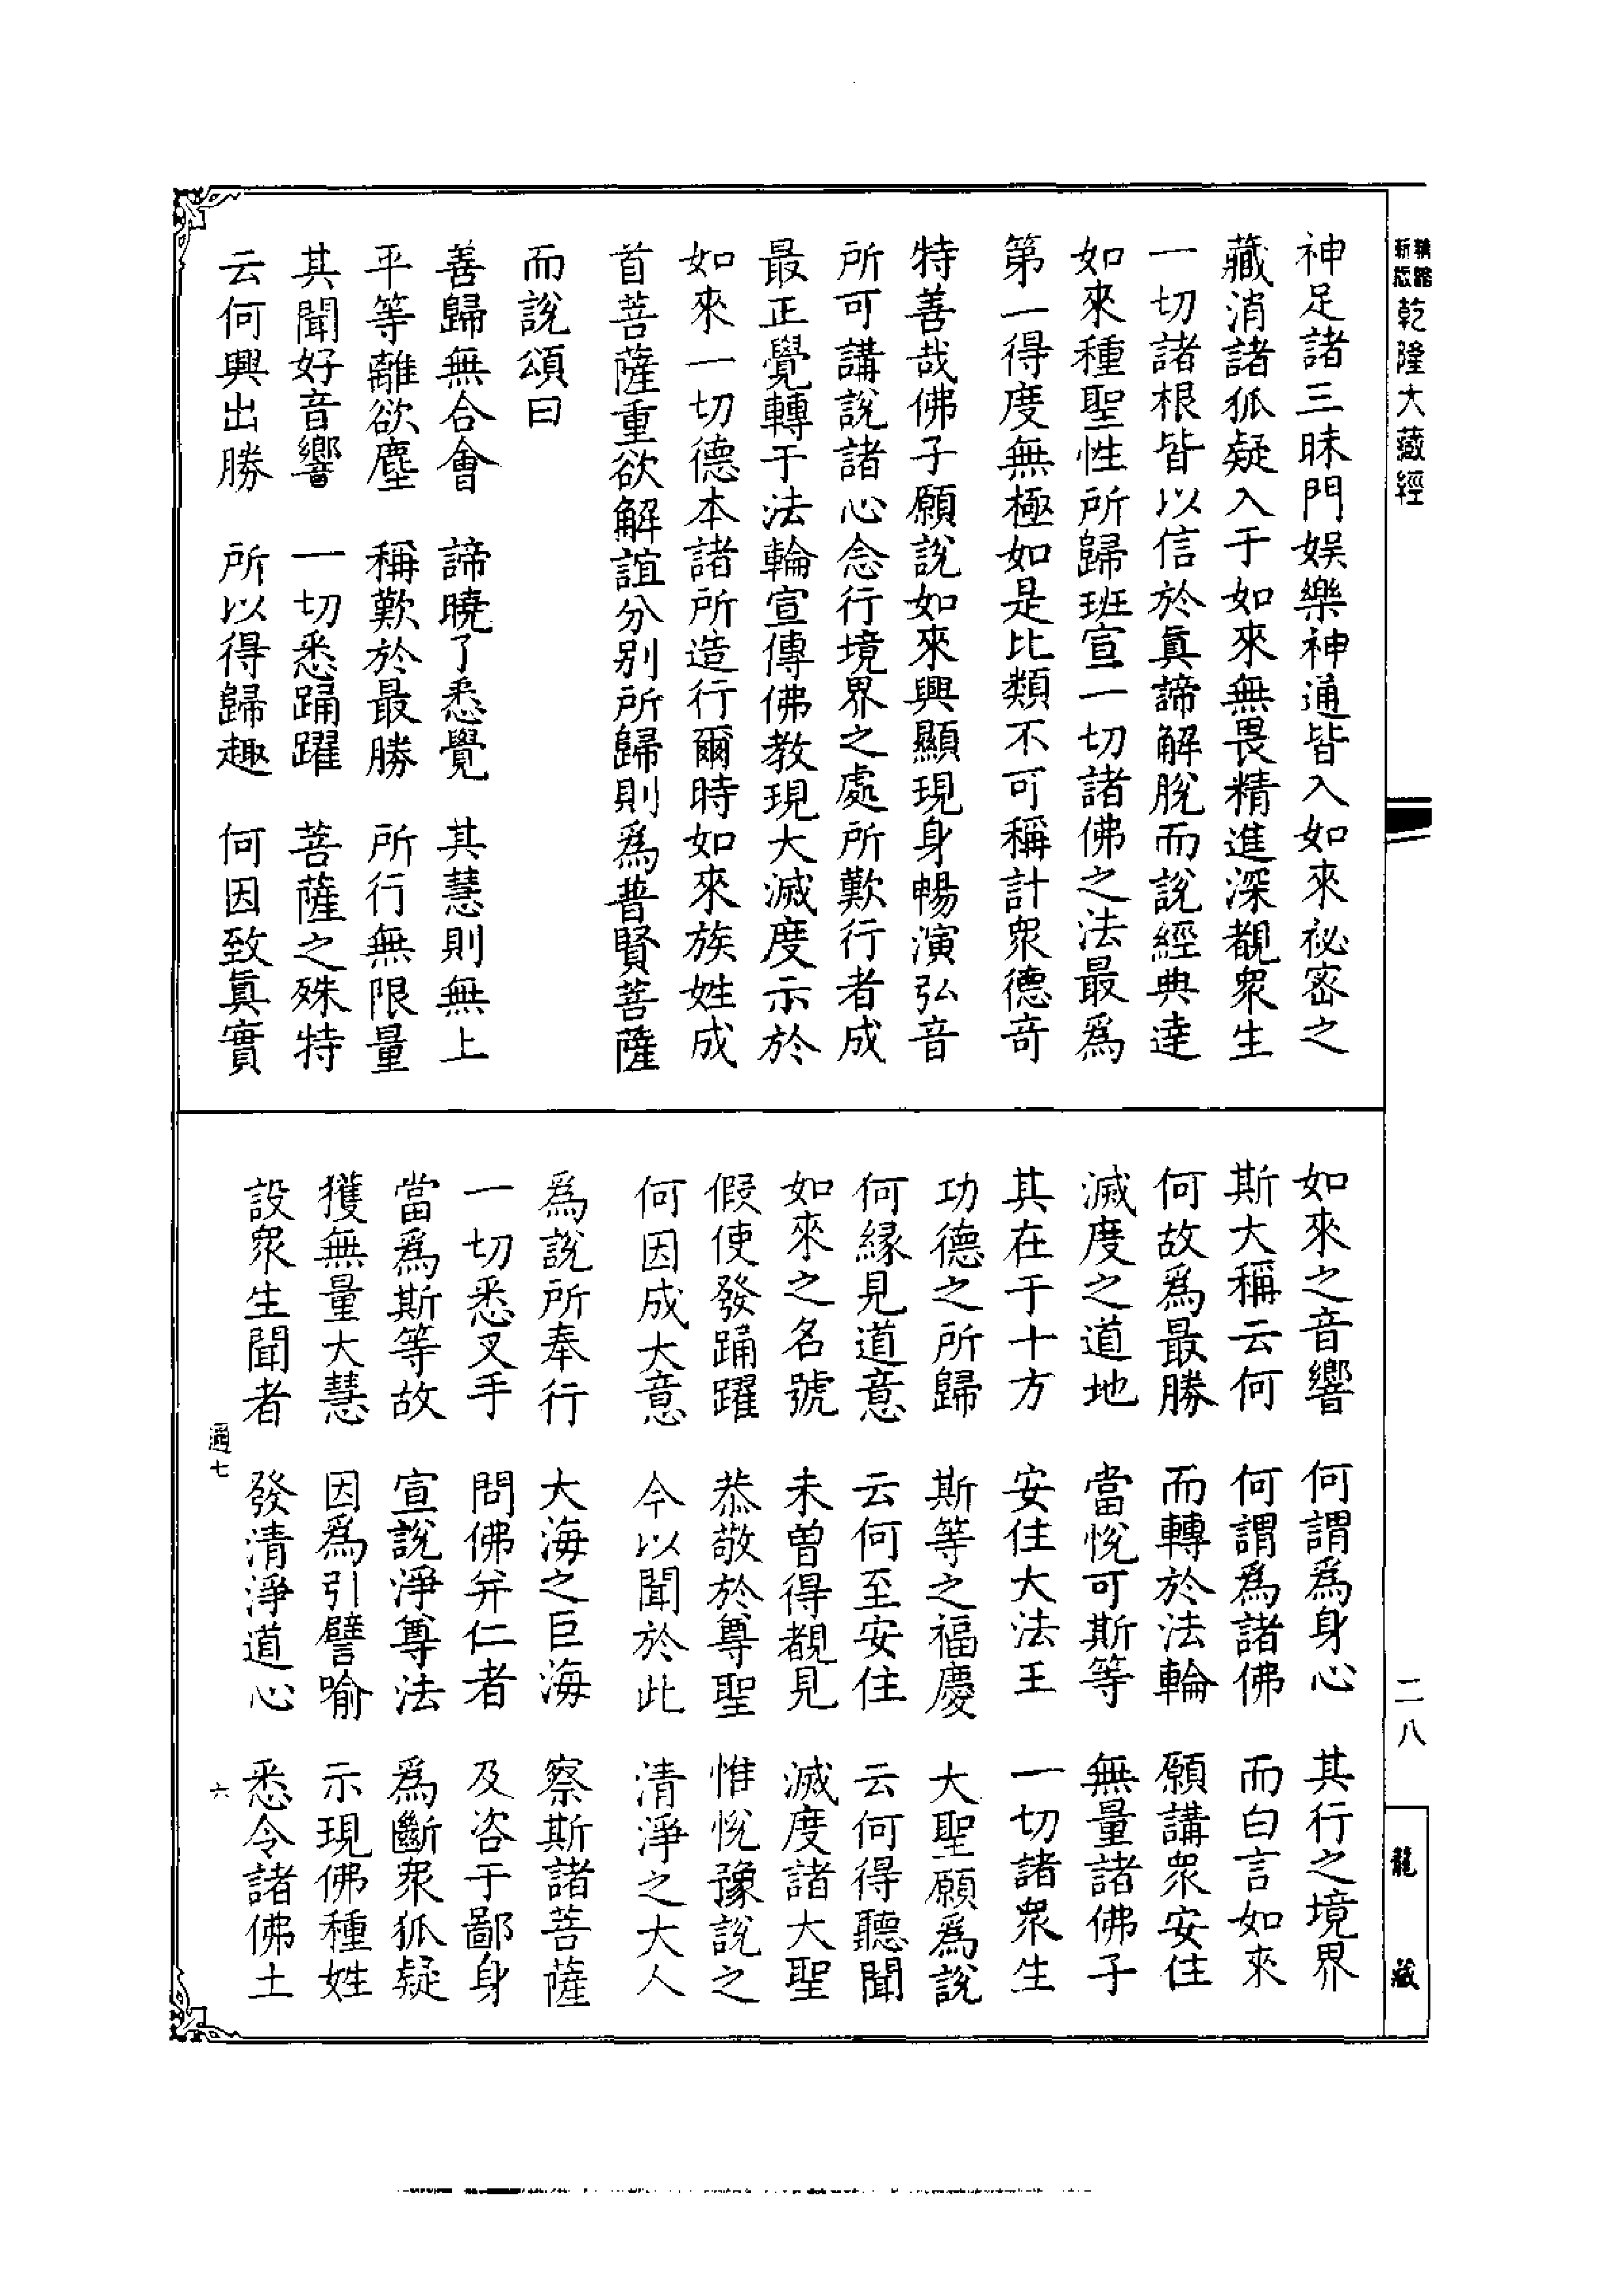 新編縮版乾隆大藏經
神足諸三昧門娛樂神通皆入如來祕密之
藏消諸狐疑入于如來無畏精進深覩衆生
一切諸根皆以信於眞諦解脫而說經典達
如來種聖性所歸班宣一切諸佛之法最爲
第一得度無極如是比類不可稱計衆德奇
特善哉佛子願說如來興顯現身暢演弘音
所可講說諸心念行境界之處所歎行者成
最正覺轉于法輪宣傳佛教現大滅度示於
如來一切德本諸所造行爾時如來族姓成
首菩薩重欲解誼分别所歸則爲普賢菩薩
而說頌曰
善歸無合會 諦曉了悉覺 其慧則無上
平等離欲塵 稱歎於最勝 所行無限量
其聞好音響 一切悉踊躍 菩薩之殊特
云何興出勝 所以得歸趣 何因致眞實
如來之音響 何謂爲身心 其行之境界
斯大稱云何 何謂爲諸佛 而白言如來
何故爲最勝 而轉於法輪 願講衆安住
滅度之道地 當悅可斯等 無量諸佛子
其在于十方 安住大法王 一切諸衆生
功德之所歸 斯等之福慶 大聖願爲說
何緣見道意 云何至安住 云何得聽聞
如來之名號 未曾得覩見 滅度諸大聖
假使發踊躍 恭敬於尊聖 惟悅豫說之
何因成大意 今以聞於此 清淨之大人
爲說所奉行 大海之巨海 察斯諸菩薩
一切悉叉手 問佛并仁者 及咨于鄙身
當爲斯等故 宣說淨尊法 爲斷衆狐疑
獲無量大慧 因爲引譬喻 示現佛種姓
設衆生聞者 發清淨道心 悉令諸佛土
通七 六
二八
龍藏